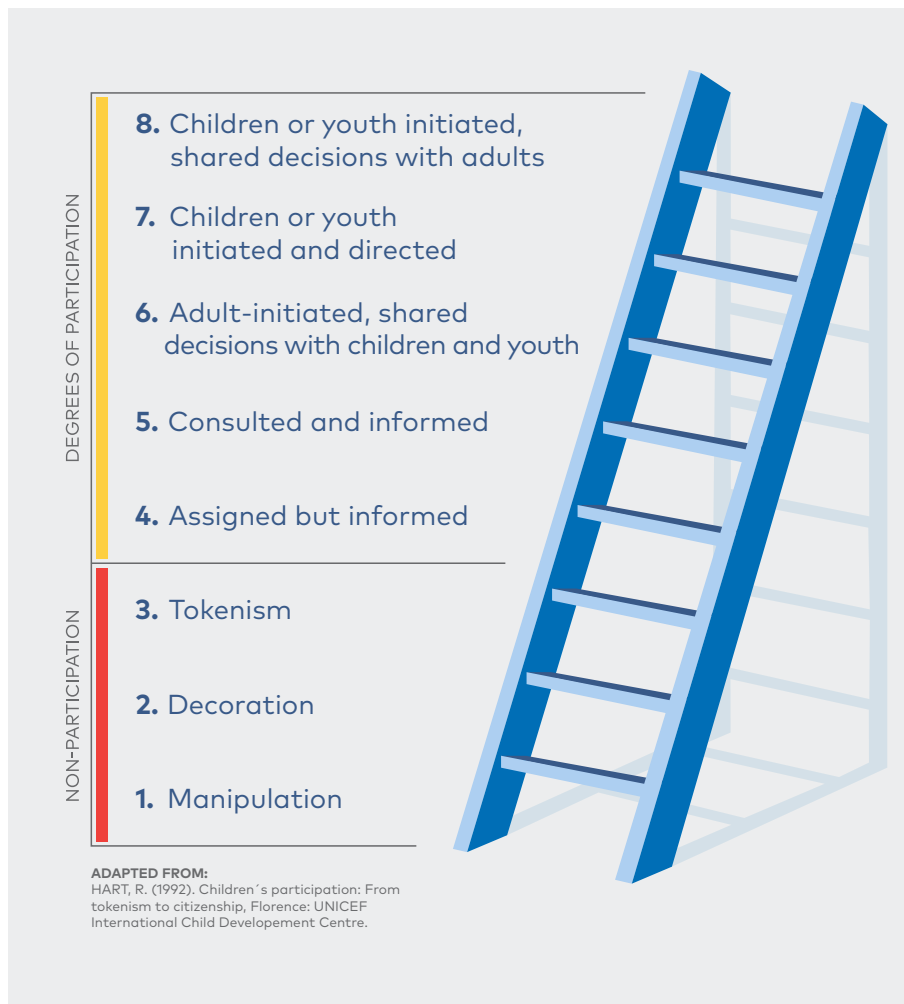 DEGREES OF PARTICIPATION
8. Children or youth initiated,
shared decisions with adults
7. Children or youth
initiated and directed
6. Adult-initiated, shared
decisions with children and youth
5. Consulted and informed
4. Assigned but informed
NON-PARTICIPATION
3. Tokenism
2. Decoration
1. Manipulation
ADAPTED FROM:
HART, R. (1992). Children´s participation: From
tokenism to citizenship, Florence: UNICEF
International Child Developement Centre.